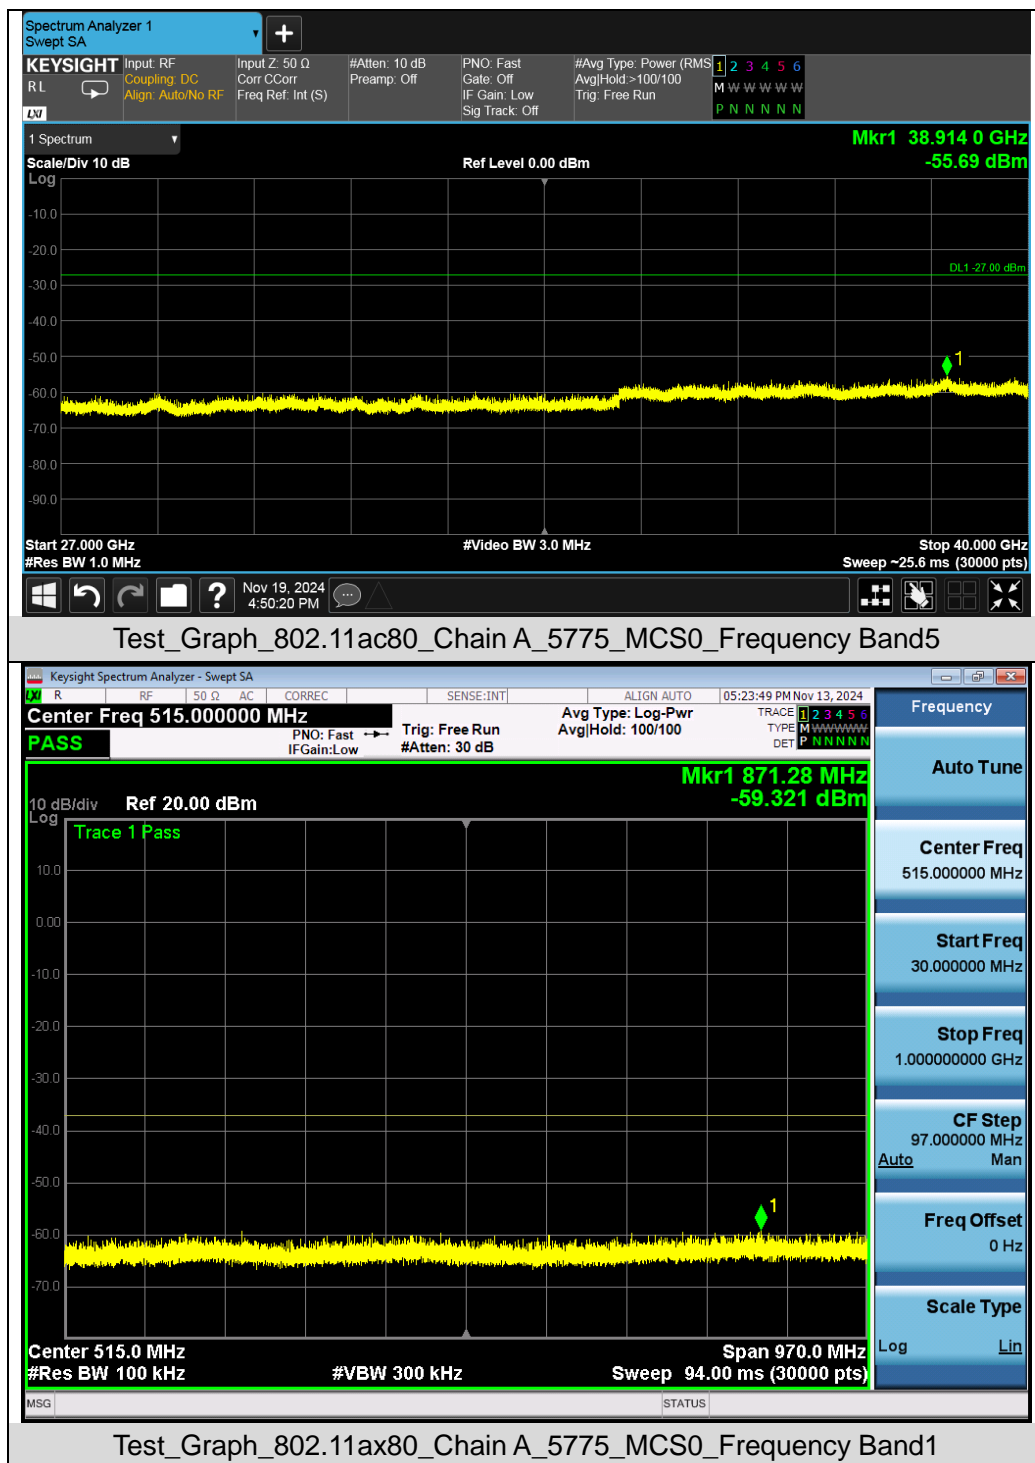 Spectrum Analyzer 1
Swept SA
KEYSIGHT
R L
LXI
Input: RF
Coupling: DC
Align: Auto/No RF
Input Z: 50 Ω
Corr CCorr
Freq Ref: Int (S)
#Atten: 10 dB
Preamp: Off
PNO: Fast
Gate: Off
IF Gain: Low
Sig Track: Off
#Avg Type: Power (RMS
Avg|Hold:>100/100
Trig: Free Run
1 2 3 4 5 6
M W W W W W
P N N N N N
1 Spectrum
Mkr1 38.914 0 GHz
Scale/Div 10 dB
Ref Level 0.00 dBm
-55.69 dBm
Log
-10.0
-20.0
DL1 -27.00 dBm
-30.0
-40.0
-50.0
1
-60.0
-70.0
-80.0
-90.0
Start 27.000 GHz
#Video BW 3.0 MHz
Stop 40.000 GHz
#Res BW 1.0 MHz
Sweep ~25.6 ms (30000 pts)
?
Nov 19, 2024
4:50:20 PM
Test_Graph_802.11ac80_Chain A_5775_MCS0_Frequency Band5
Keysight Spectrum Analyzer - Swept SA
LXI R RF 50 Ω AC CORREC SENSE:INT ALIGN AUTO 05:23:49 PM Nov 13, 2024
Center Freq 515.000000 MHz
PASS
PNO: Fast
IFGain:Low
Trig: Free Run
#Atten: 30 dB
Avg Type: Log-Pwr
Avg|Hold: 100/100
TRACE 1 2 3 4 5 6
TYPE M W W W W W
DET P N N N N N
Mkr1 871.28 MHz
-59.321 dBm
10 dB/div
Ref 20.00 dBm
Log
Trace 1 Pass
10.0
0.00
-10.0
-20.0
-30.0
-40.0
-50.0
1
-60.0
-70.0
Center 515.0 MHz
Span 970.0 MHz
#Res BW 100 kHz
#VBW 300 kHz
Sweep 94.00 ms (30000 pts)
MSG
STATUS
Frequency
Auto Tune
Center Freq
515.000000 MHz
Start Freq
30.000000 MHz
Stop Freq
1.000000000 GHz
CF Step
97.000000 MHz
Auto Man
Freq Offset
0 Hz
Scale Type
Log Lin
Test_Graph_802.11ax80_Chain A_5775_MCS0_Frequency Band1